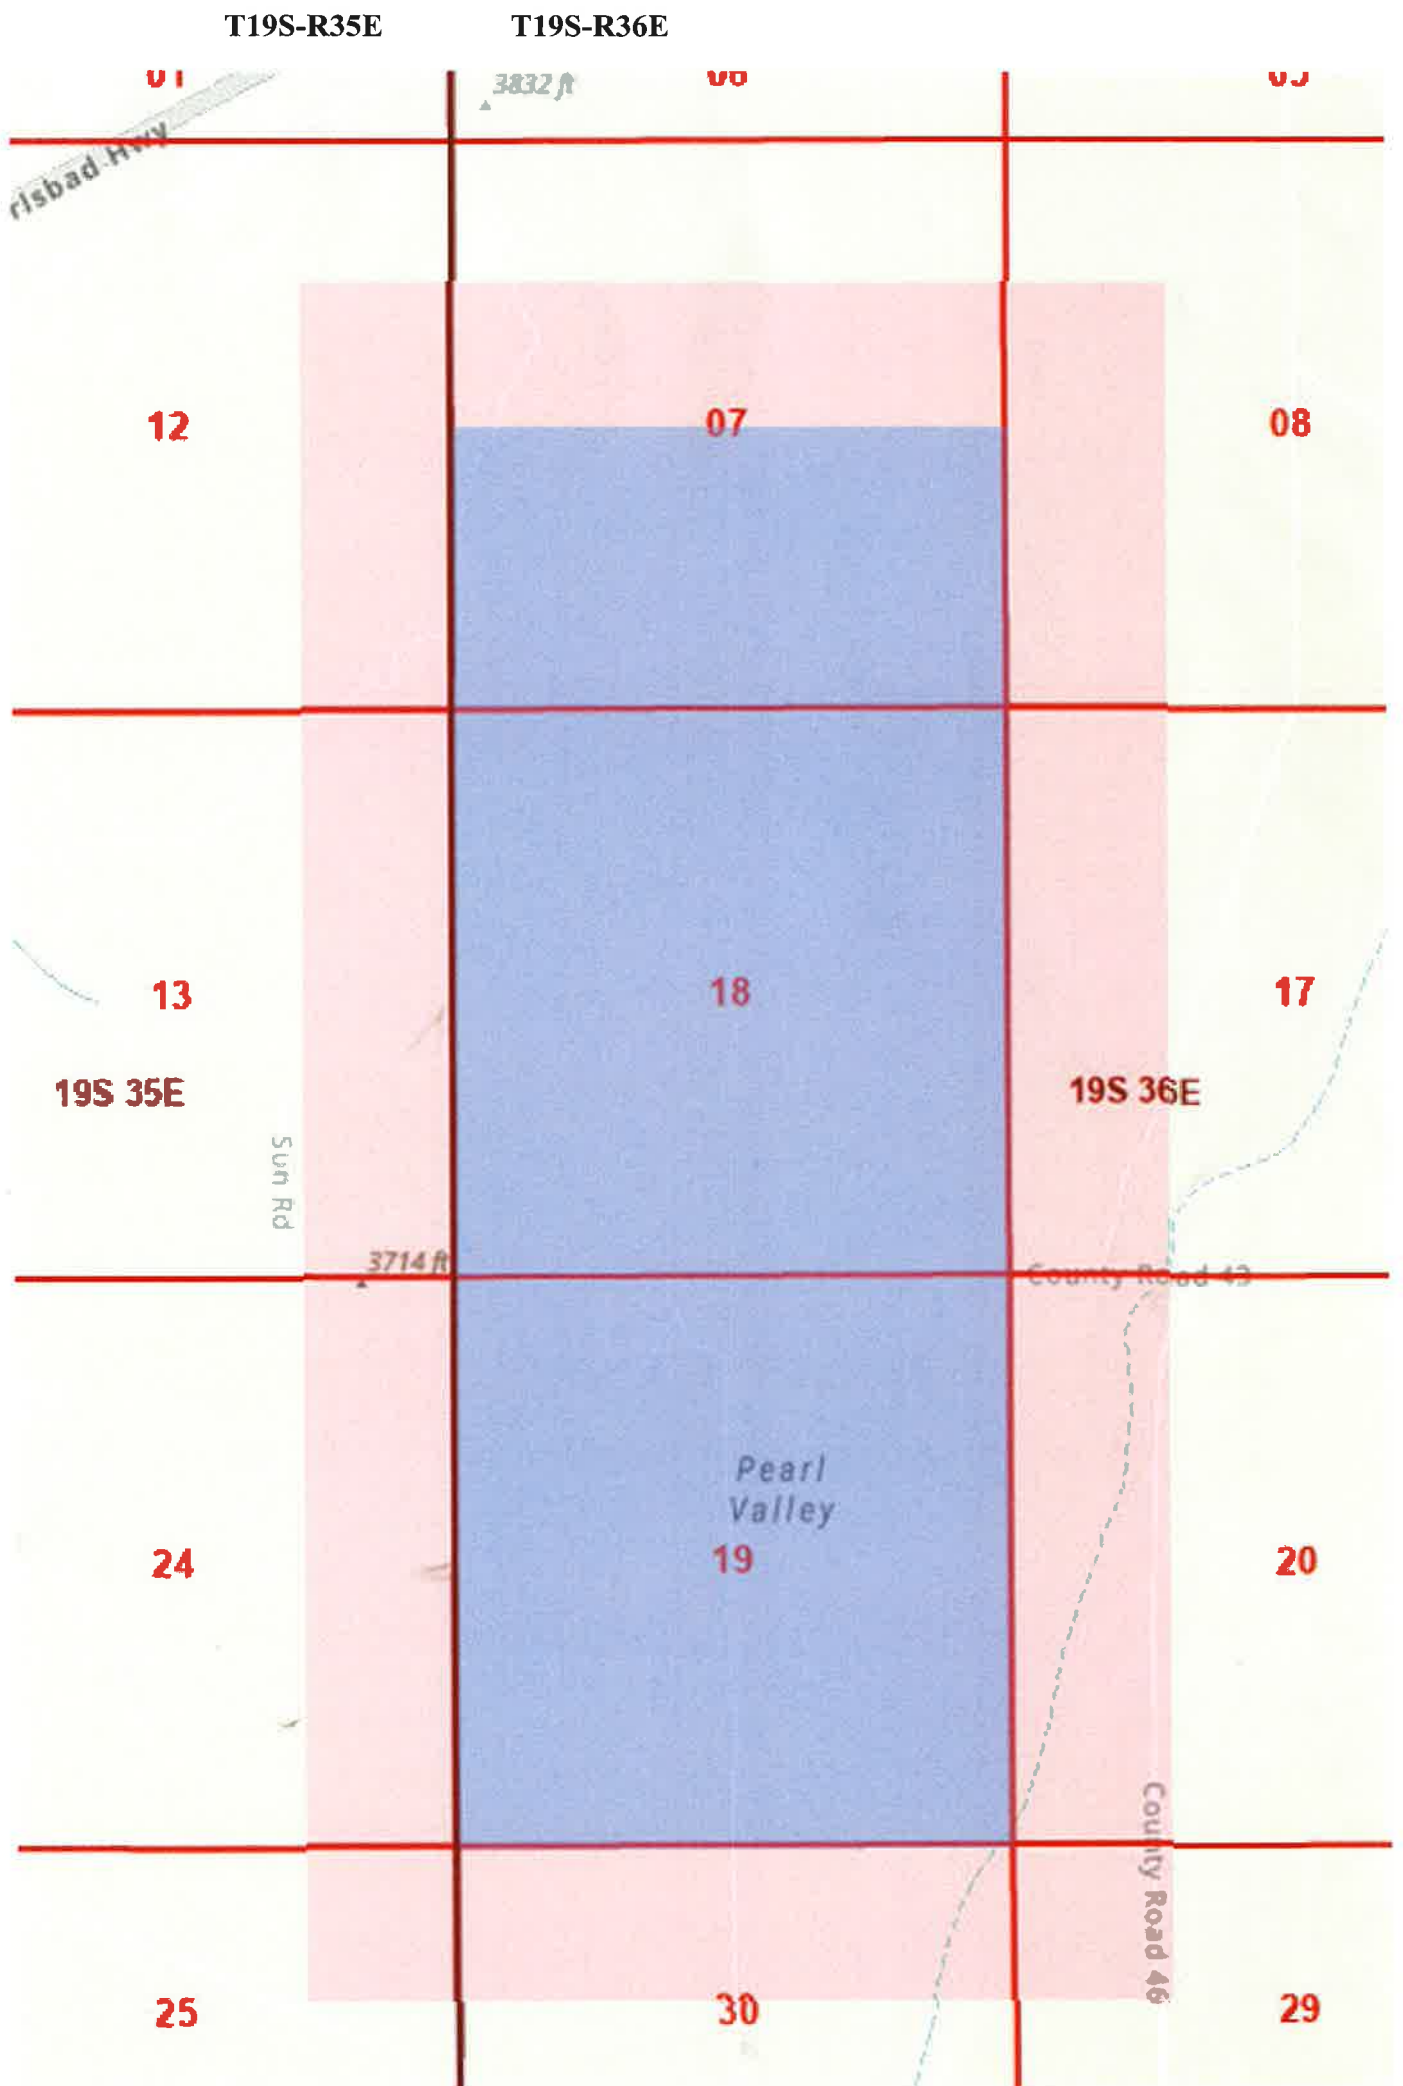 T19S-R35E T19S-R36E
3832 ft
rlsbad Hwy
12 07 08
13 18 17
19S 35E 19S 36E
Sun Rd
3714 ft
County Road 43
Pearl
Valley
24 19 20
County Road 46
25 30 29